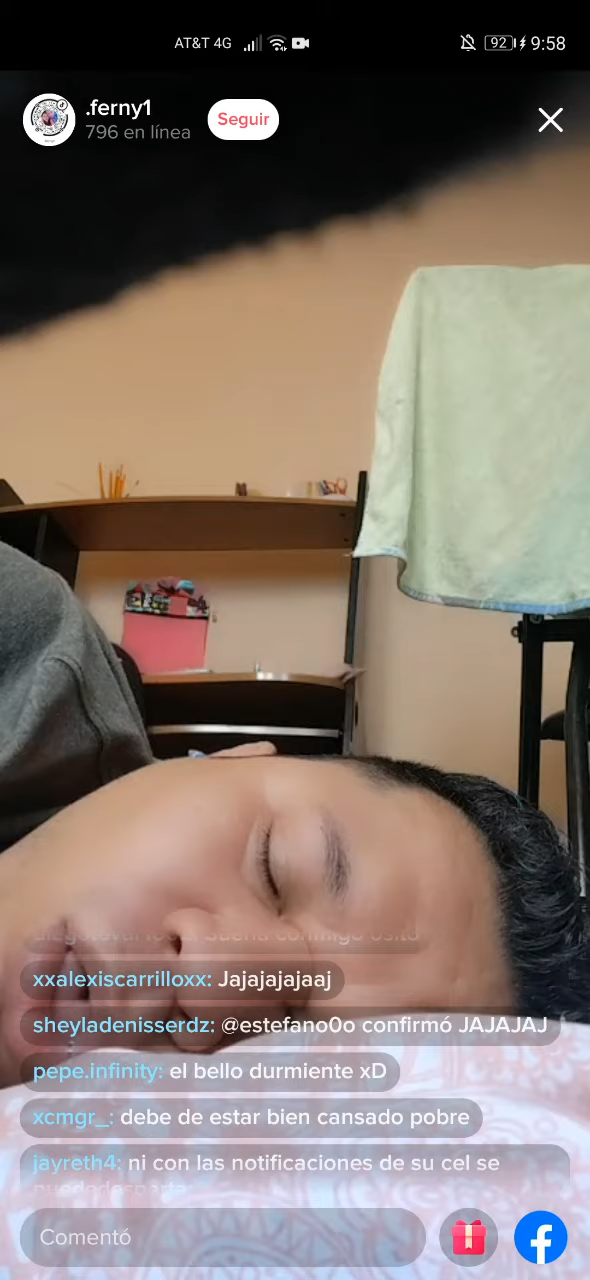 AT&T 4G 92 9:58
.ferny1
796 en línea
Seguir
xxalexiscarrilloxx: Jajajajajaaj
sheyladenisserdz: @estefano0o confirmó JAJAJAJ
pepe.infinity: el bello durmiente xD
xcmgr_: debe de estar bien cansado pobre
jayreth4: ni con las notificaciones de su cel se
Comentó